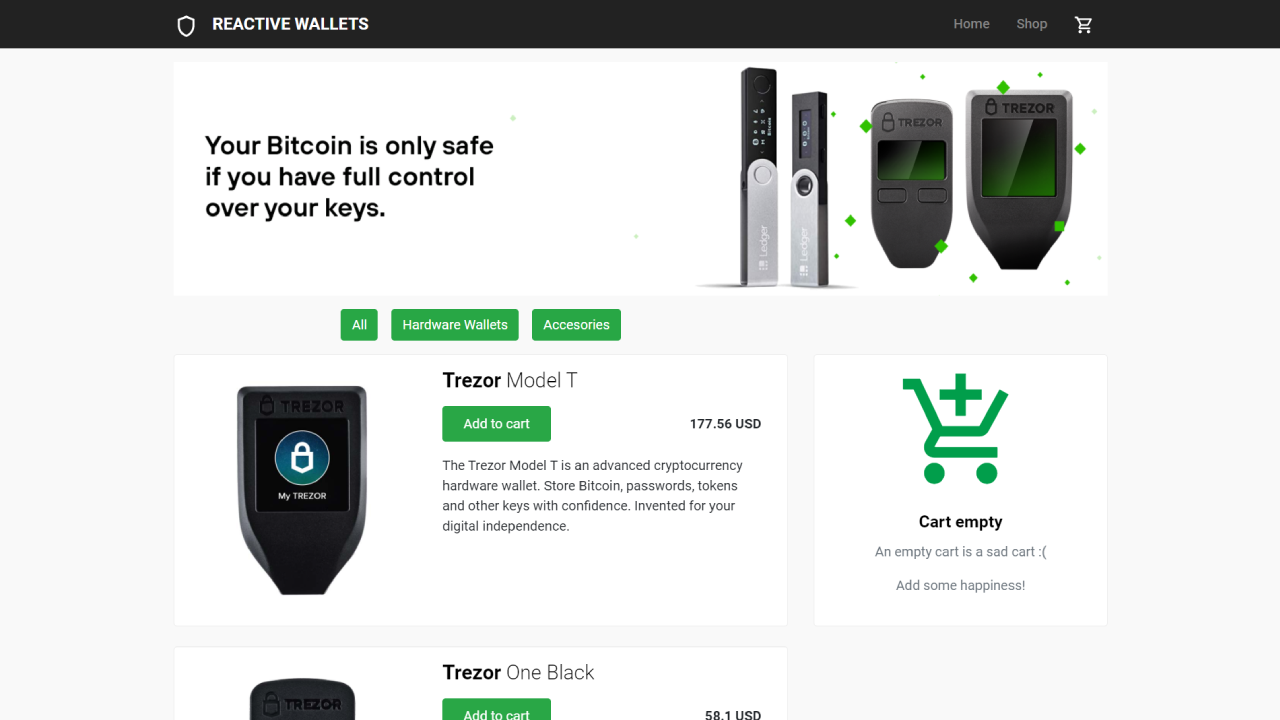 REACTIVE WALLETS
Home
Shop
Your Bitcoin is only safe
if you have full control
over your keys.
Ledger
Ledger
TREZOR
TREZOR
All
Hardware Wallets
Accesories
TREZOR
My TREZOR
Trezor Model T
Add to cart
177.56 USD
The Trezor Model T is an advanced cryptocurrency
hardware wallet. Store Bitcoin, passwords, tokens
and other keys with confidence. Invented for your
digital independence.
Cart empty
An empty cart is a sad cart :(
Add some happiness!
TREZOR
Trezor One Black
Add to cart
58.1 USD